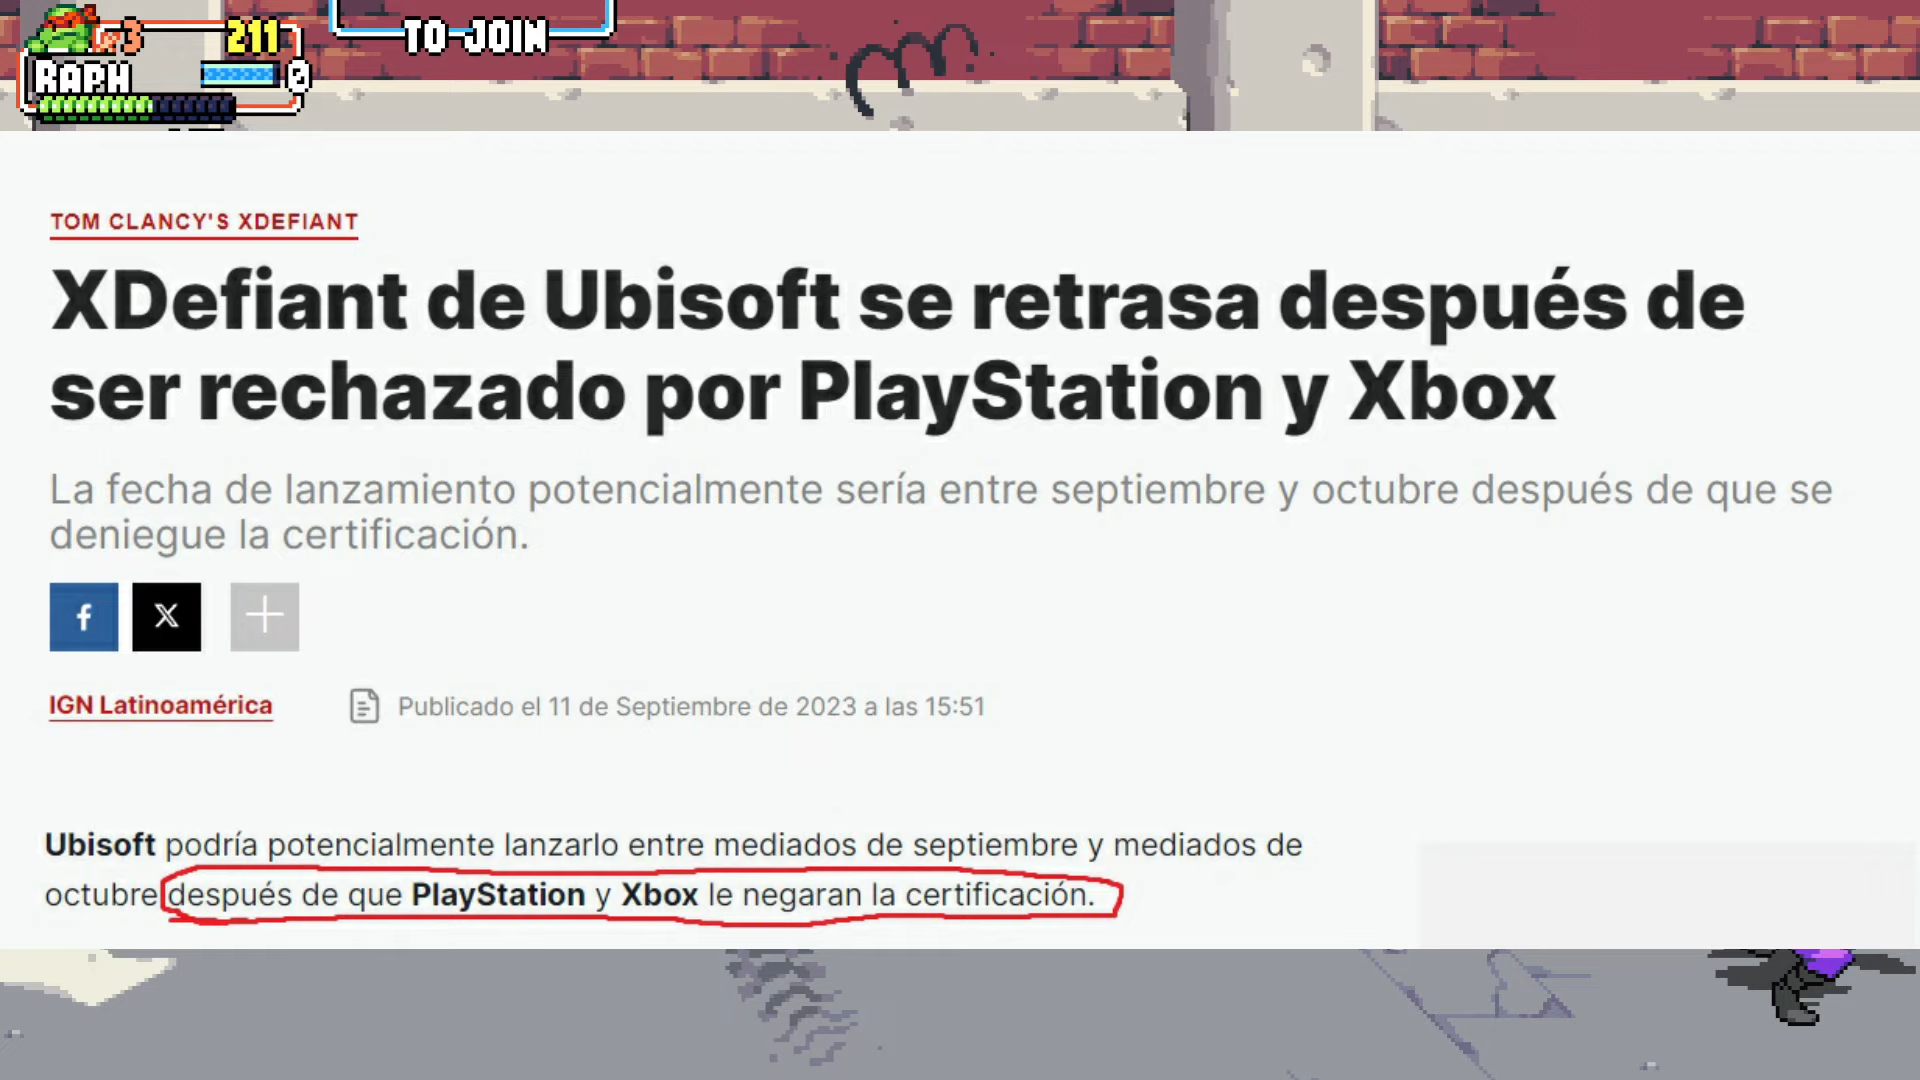 3
211
TO JOIN
RAPH
0
TOM CLANCY'S XDEFIANT
XDefiant de Ubisoft se retrasa después de
ser rechazado por PlayStation y Xbox
La fecha de lanzamiento potencialmente sería entre septiembre y octubre después de que se
deniegue la certificación.
f X +
IGN Latinoamérica Publicado el 11 de Septiembre de 2023 a las 15:51
Ubisoft podría potencialmente lanzarlo entre mediados de septiembre y mediados de
octubre después de que PlayStation y Xbox le negaran la certificación.